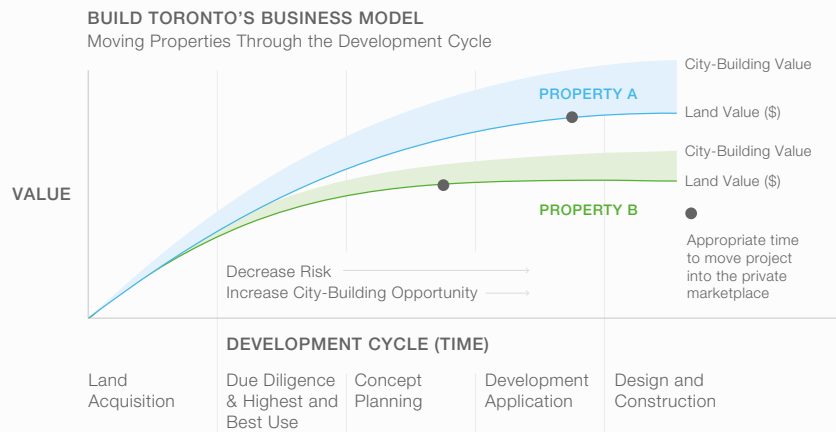 BUILD TORONTO’S BUSINESS MODEL
Moving Properties Through the Development Cycle
City-Building Value
PROPERTY A
Land Value ($)
City-Building Value
Land Value ($)
VALUE
PROPERTY B
Appropriate time
to move project
into the private
marketplace
Decrease Risk
Increase City-Building Opportunity
DEVELOPMENT CYCLE (TIME)
Land
Acquisition
Due Diligence
& Highest and
Best Use
Concept
Planning
Development
Application
Design and
Construction